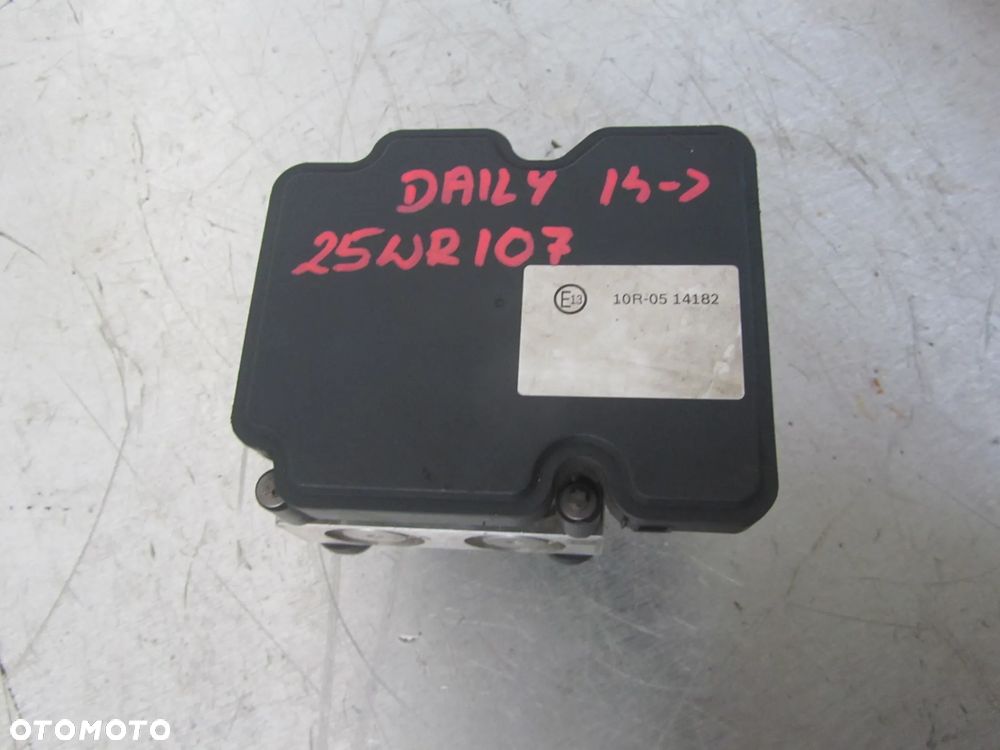 DAILY 14->
25WR107
E13 10R-05 14182
OTOMOTO